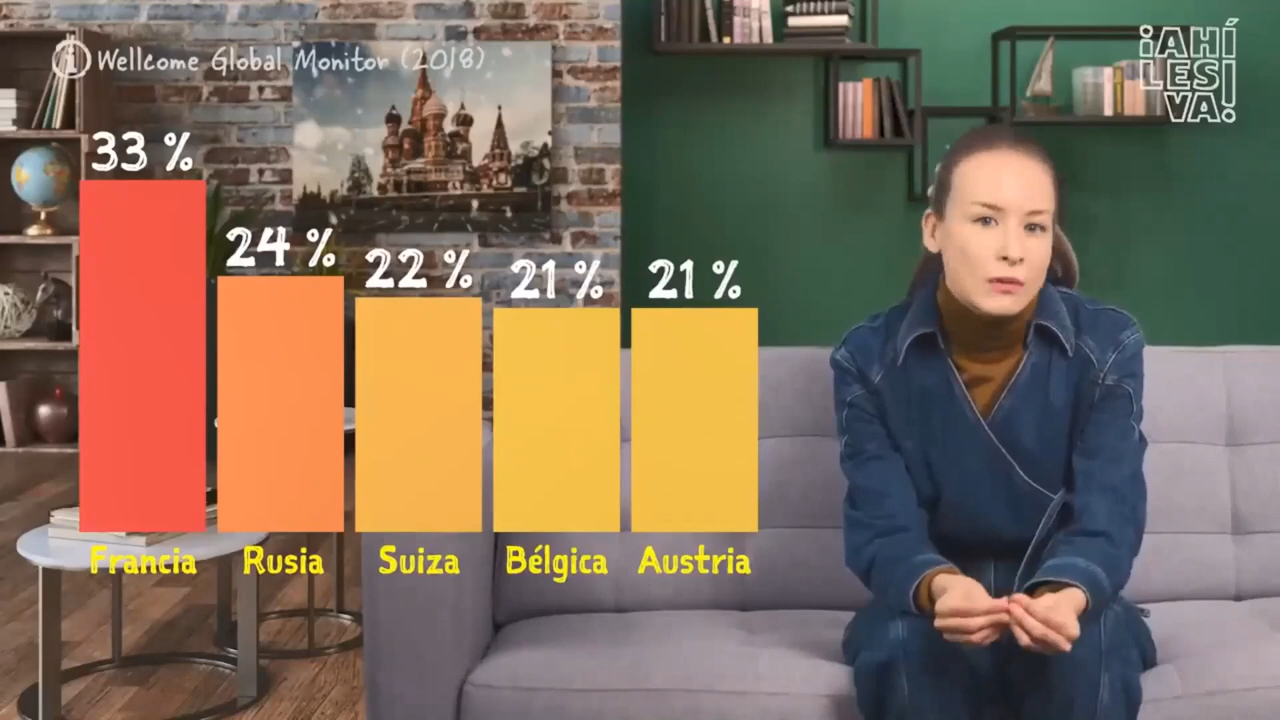 Wellcome Global Monitor (2018)
¡AHÍ
LES
VA!
33 %
24 %
22 %
21 %
21 %
Francia
Rusia
Suiza
Bélgica
Austria